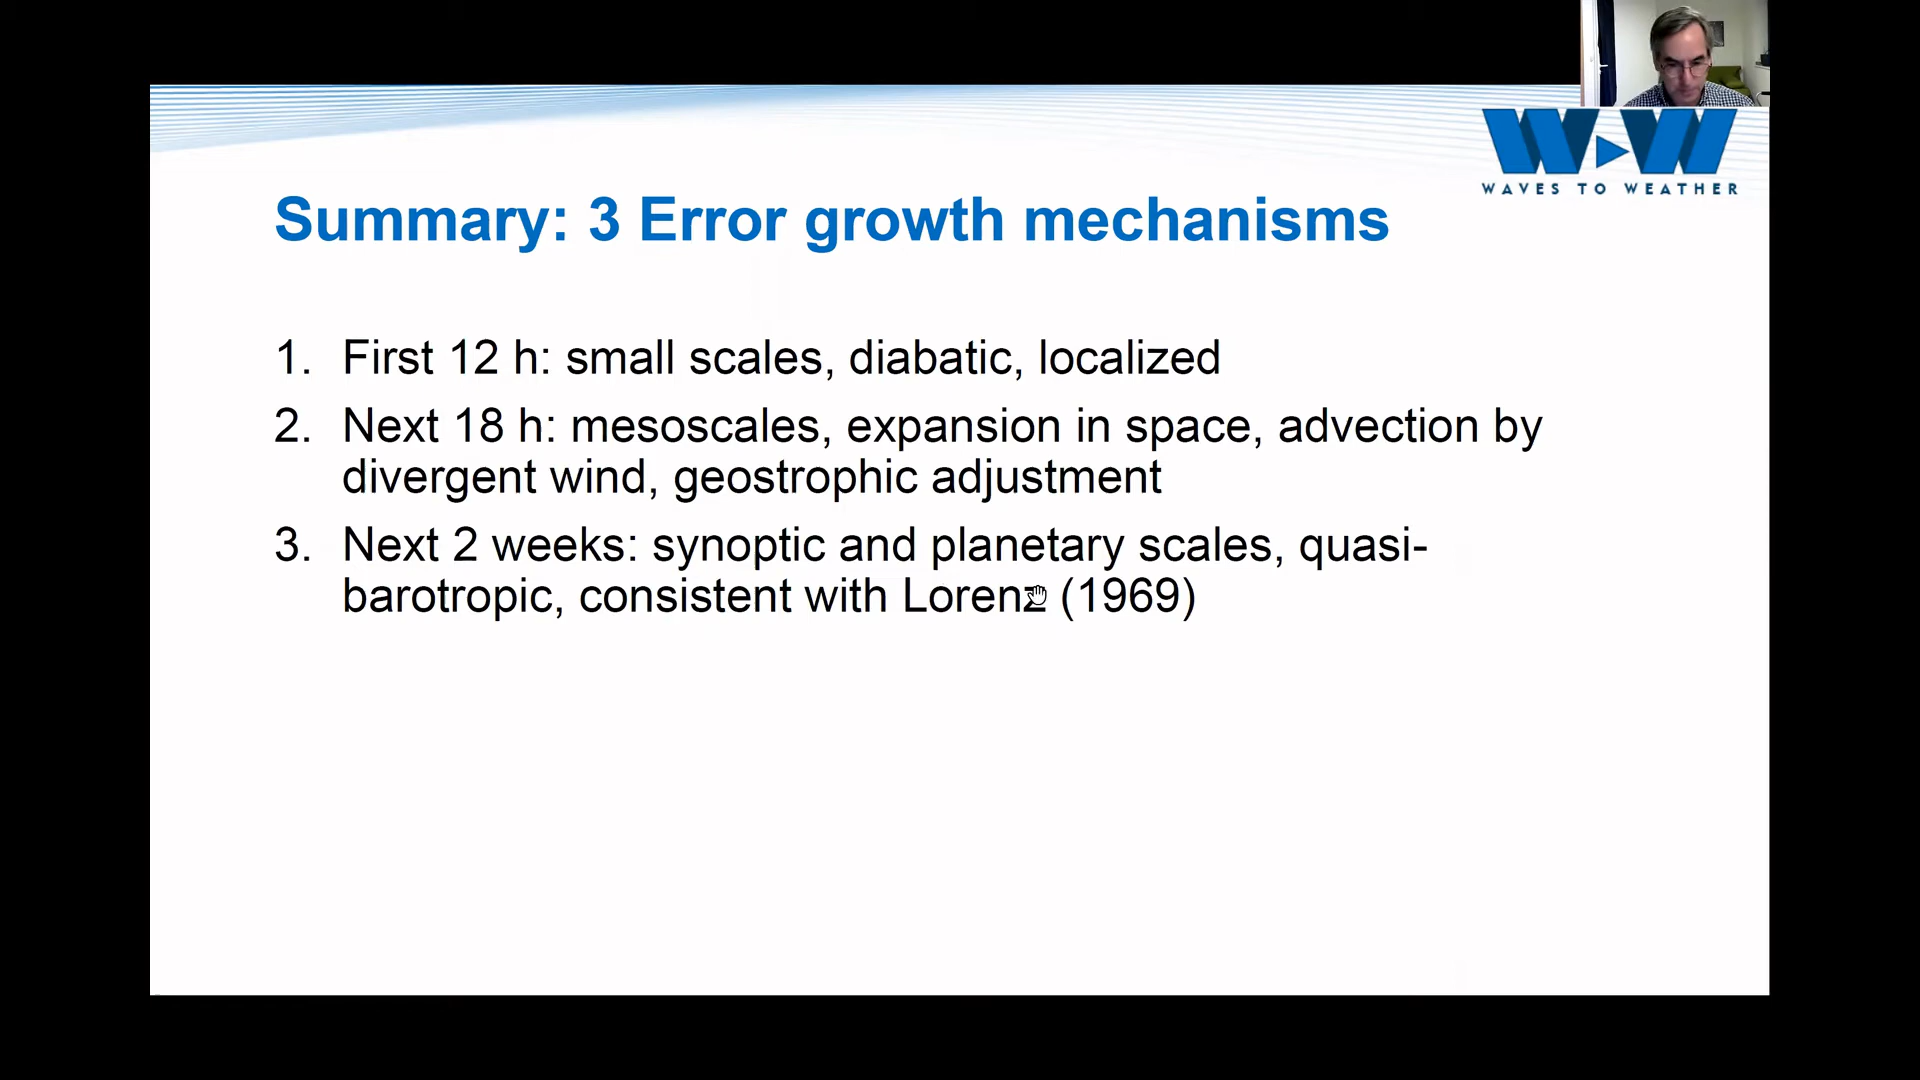 WAVES TO WEATHER
Summary: 3 Error growth mechanisms
1. First 12 h: small scales, diabatic, localized
2. Next 18 h: mesoscales, expansion in space, advection by
divergent wind, geostrophic adjustment
3. Next 2 weeks: synoptic and planetary scales, quasi-
barotropic, consistent with Lorenz (1969)